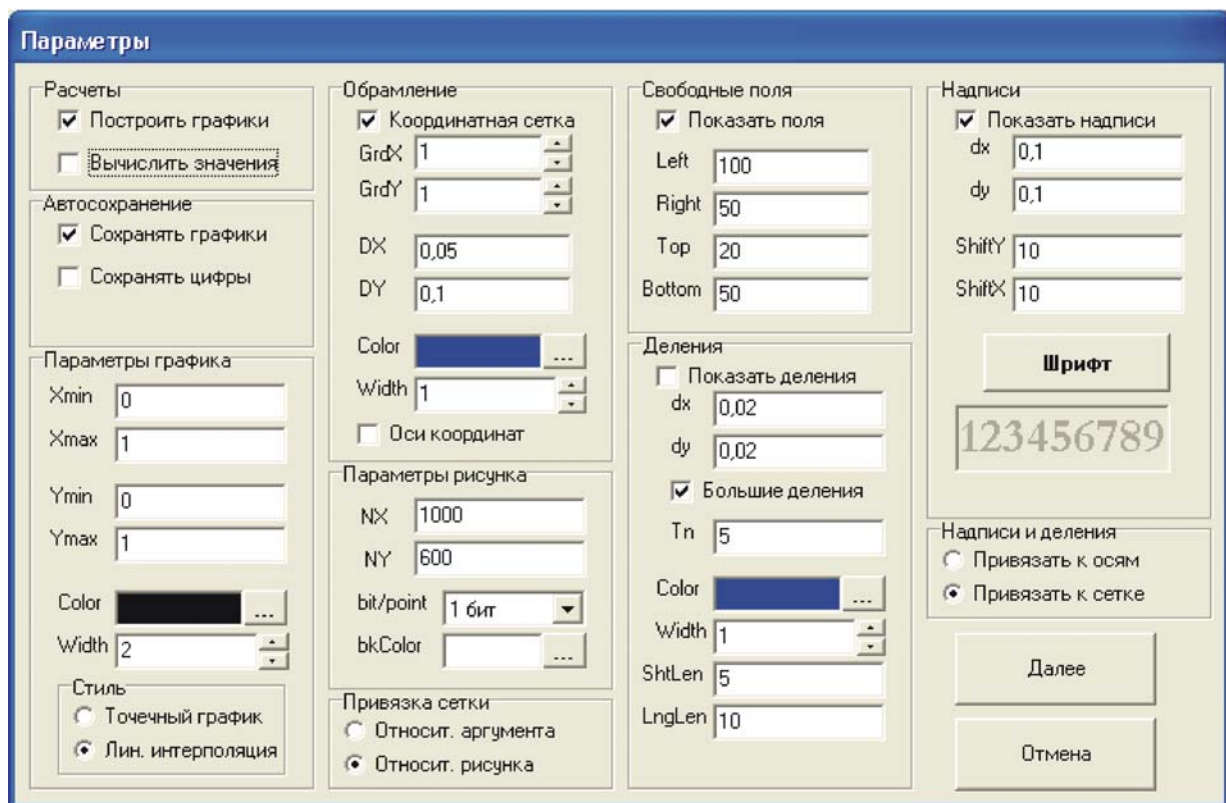 Параметры
Расчеты
Построить графики
Вычислить значения
Автосохранение
Сохранять графики
Сохранять цифры
Параметры графика
Xmin 0
Xmax 1
Ymin 0
Ymax 1
Color ...
Width 2
Стиль
Точечный график
Лин. интерполяция
Обрамление
Координатная сетка
GrdX 1
GrdY 1
DX 0,05
DY 0,1
Color ...
Width 1
Оси координат
Параметры рисунка
NX 1000
NY 600
bit/point 1 бит
bkColor ...
Привязка сетки
Относит. аргумента
Относит. рисунка
Свободные поля
Показать поля
Left 100
Right 50
Top 20
Bottom 50
Деления
Показать деления
dx 0,02
dy 0,02
Большие деления
Tn 5
Color ...
Width 1
ShtLen 5
LngLen 10
Надписи
Показать надписи
dx 0,1
dy 0,1
ShiftY 10
ShiftX 10
Шрифт
123456789
Надписи и деления
Привязать к осям
Привязать к сетке
Далее
Отмена